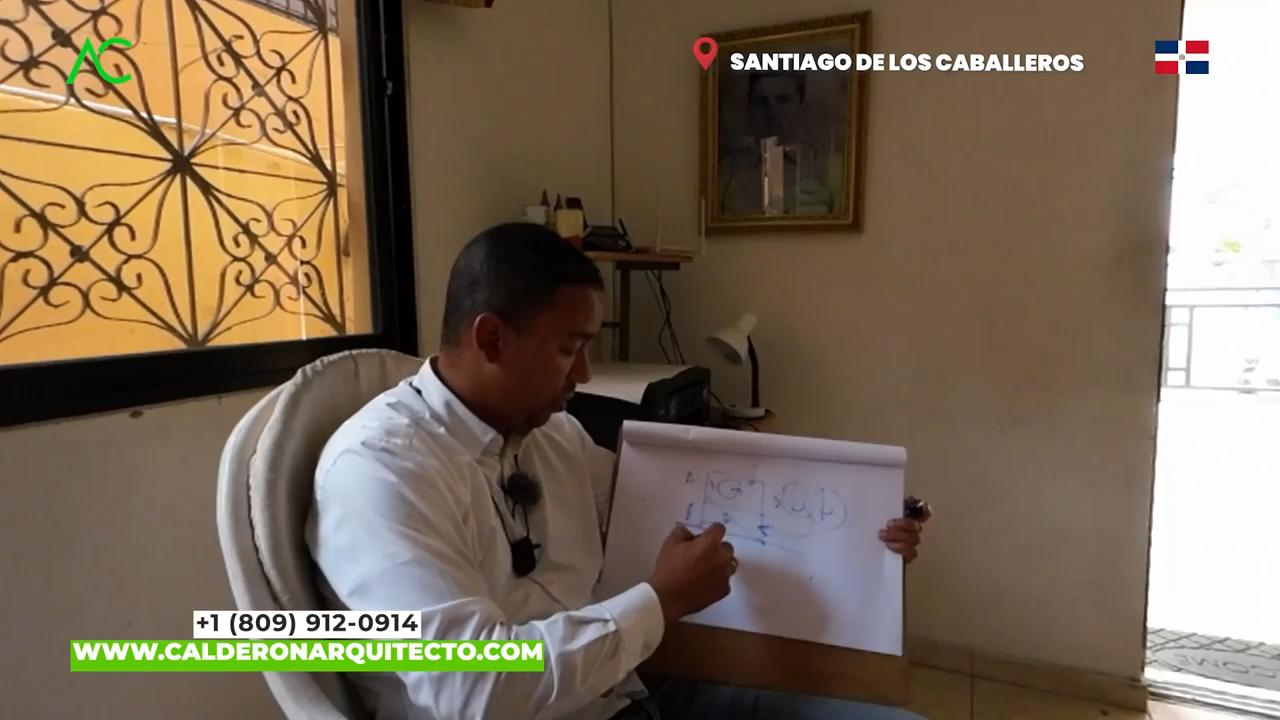 AC
SANTIAGO DE LOS CABALLEROS
+1 (809) 912-0914
WWW.CALDERONARQUITECTO.COM